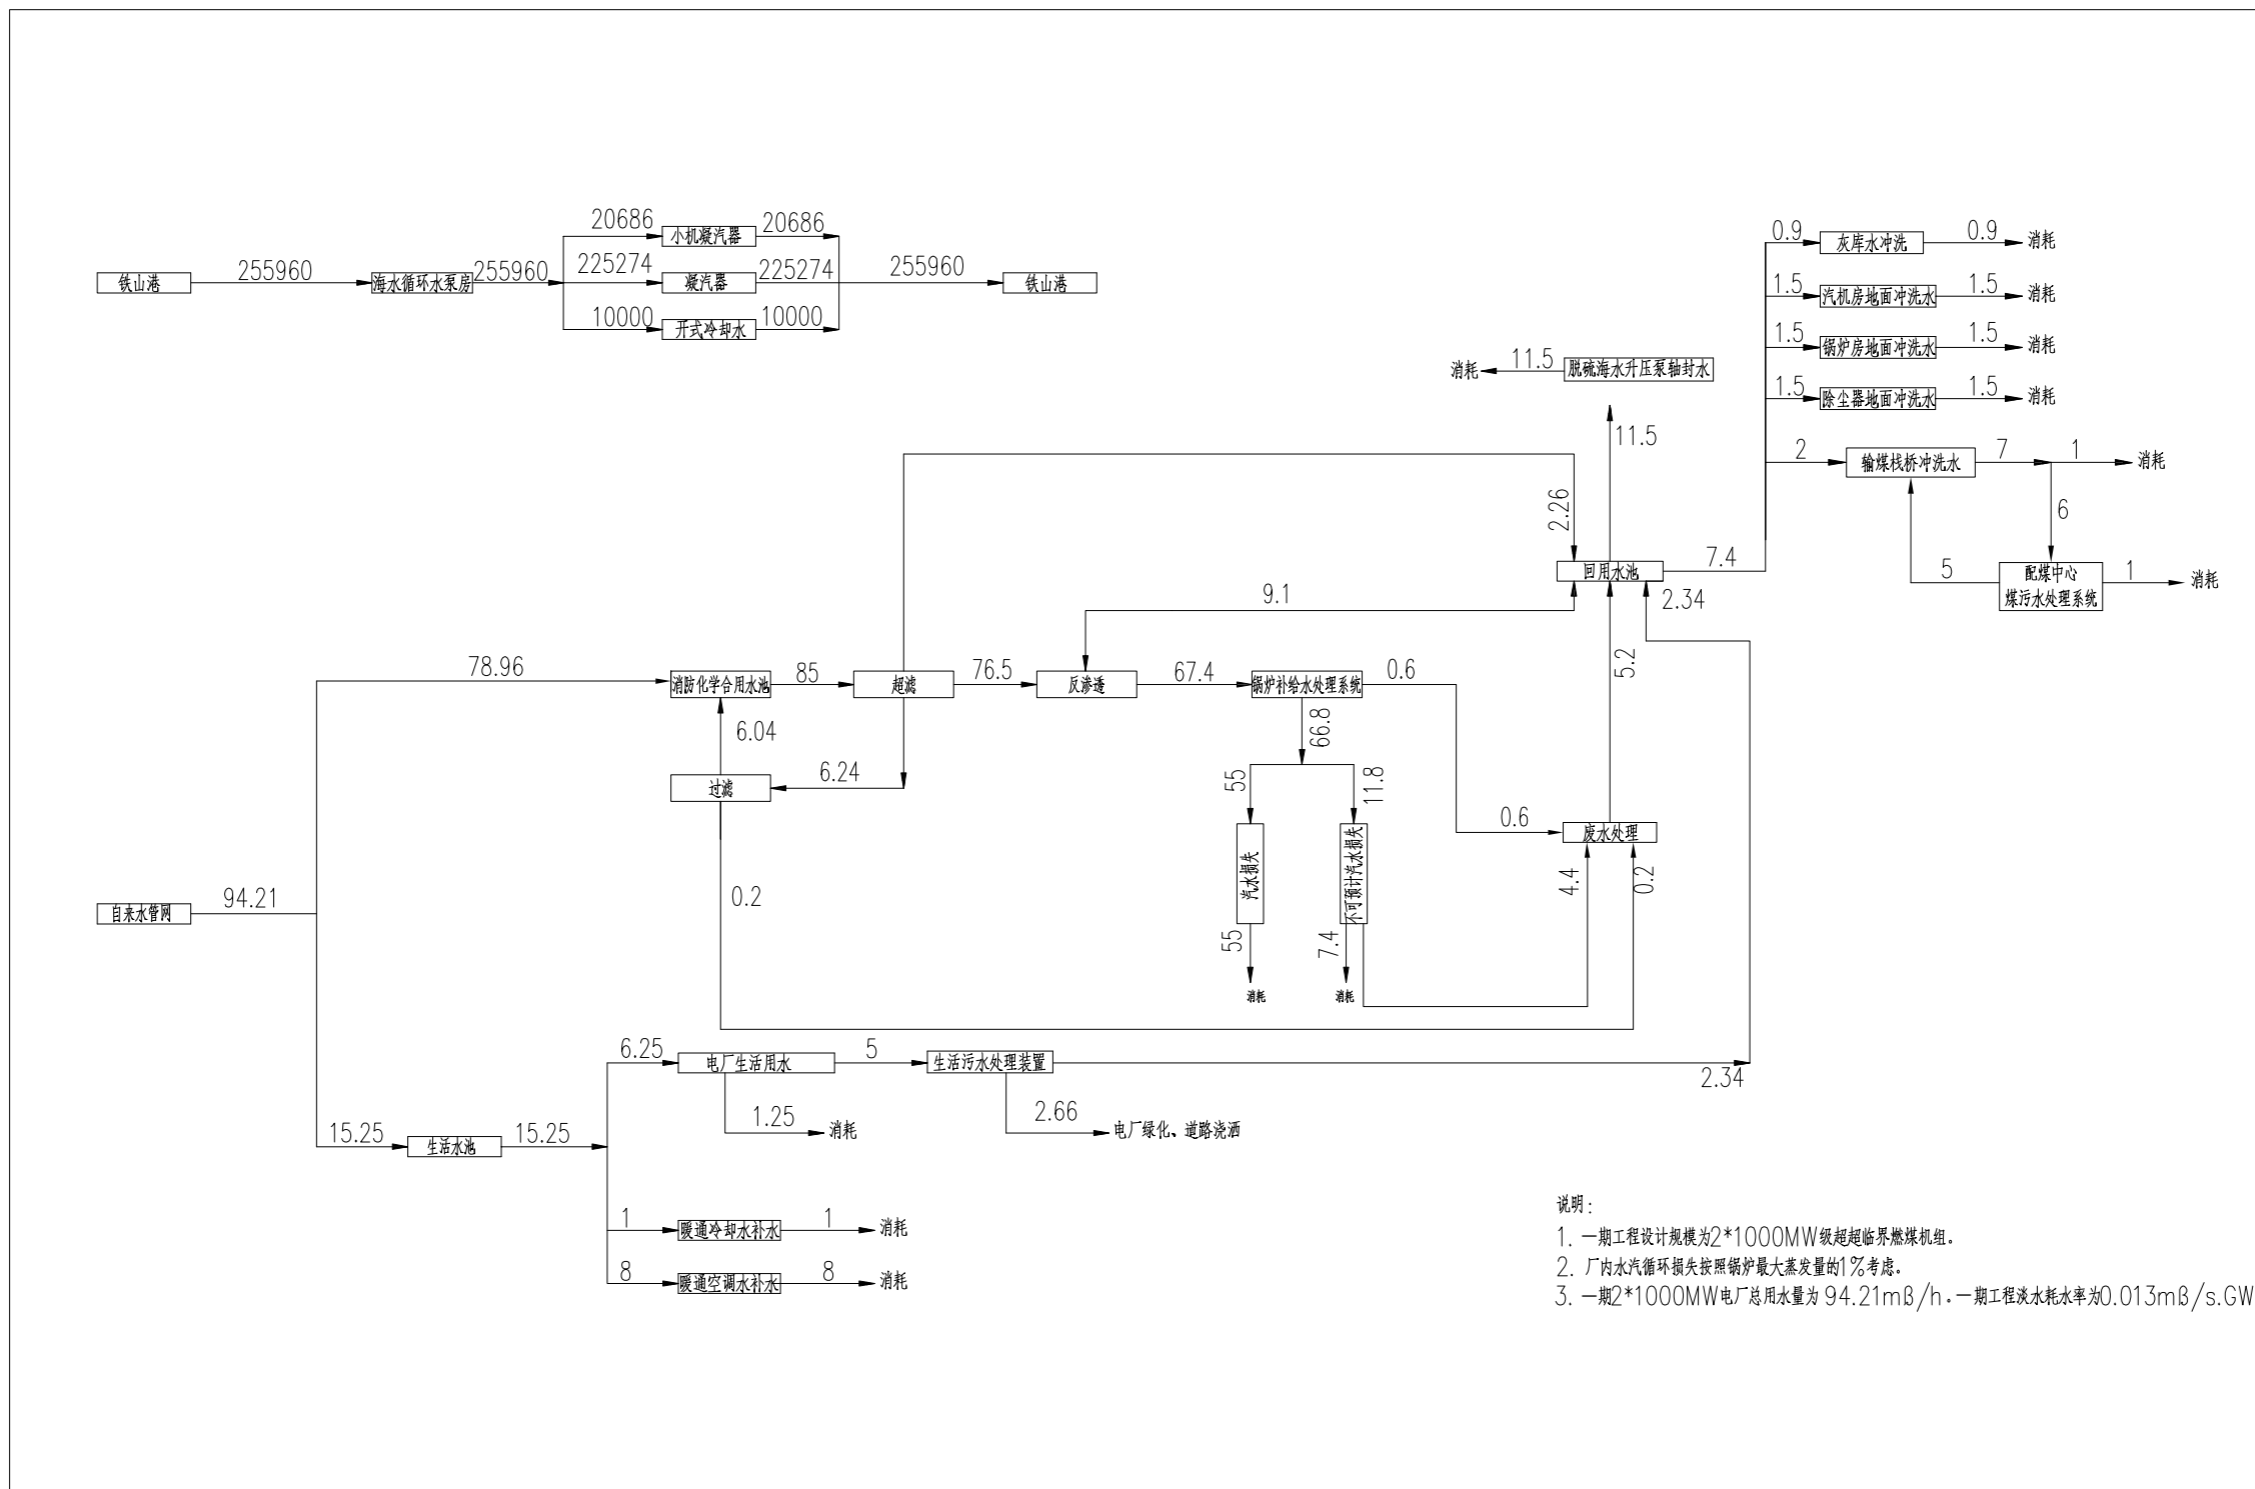 20686
小机凝汽器
20686
铁山港
255960
海水循环水泵房
255960
225274
凝汽器
225274
255960
铁山港
10000
开式冷却水
10000
0.9
灰库水冲洗
0.9
消耗
1.5
汽机房地面冲洗水
1.5
消耗
1.5
锅炉房地面冲洗水
1.5
消耗
消耗
11.5
脱硫海水升压泵轴封水
1.5
除尘器地面冲洗水
1.5
消耗
11.5
2
输煤栈桥冲洗水
7
1
消耗
2.26
6
回用水池
7.4
5
配煤中心
煤污水处理系统
1
消耗
9.1
2.34
78.96
消防化学合用水池
85
超滤
76.5
反渗透
67.4
锅炉补给水处理系统
0.6
5.2
6.04
66.8
过滤
6.24
55
11.8
0.6
废水处理
汽水损失
不可预计汽水损失
4.4
0.2
自来水管网
94.21
0.2
55
7.4
消耗
消耗
6.25
电厂生活用水
5
生活污水处理装置
2.34
1.25
消耗
2.66
电厂绿化、道路浇洒
15.25
生活水池
15.25
1
暖通冷却水补水
1
消耗
8
暖通空调水补水
8
消耗
说明：
1. 一期工程设计规模为2*1000MW级超超临界燃煤机组。
2. 厂内水汽循环损失按照锅炉最大蒸发量的1%考虑。
3. 一期2*1000MW电厂总用水量为 94.21mß/h。一期工程淡水耗水率为0.013mß/s.GW